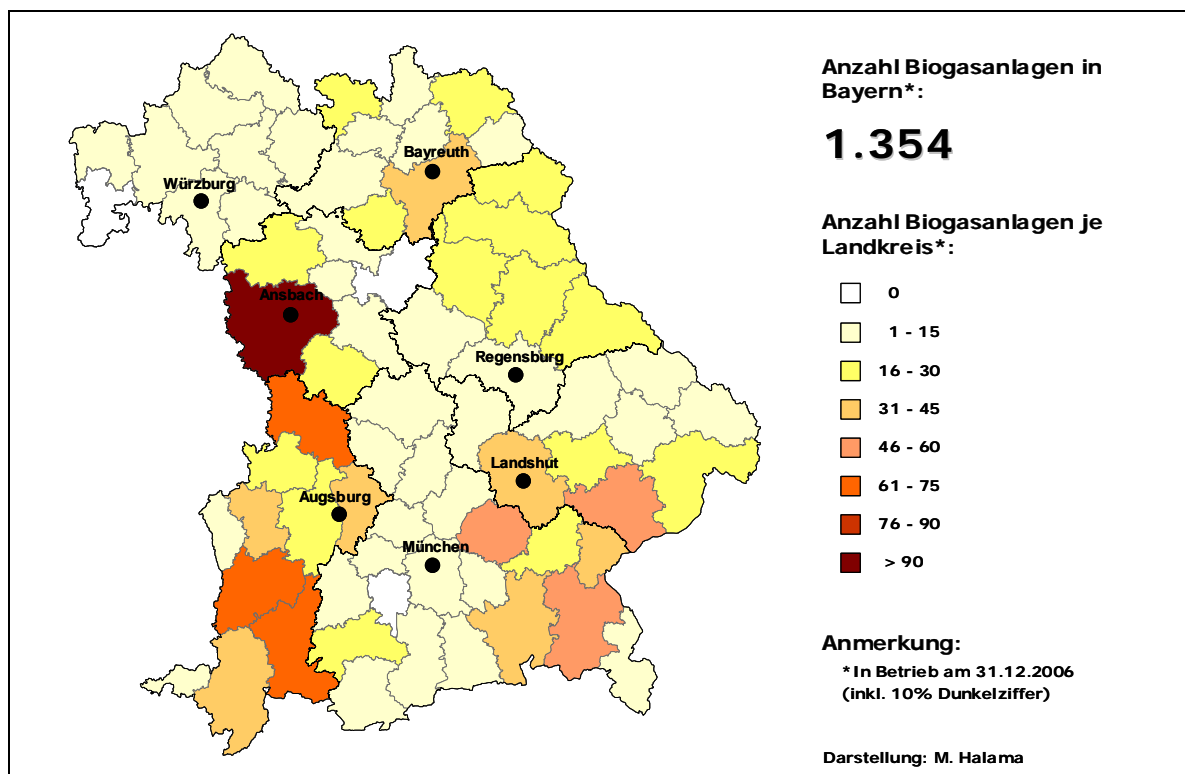 Anzahl Biogasanlagen in
Bayern*:
1.354
Anzahl Biogasanlagen je
Landkreis*:
0
1 - 15
16 - 30
31 - 45
46 - 60
61 - 75
76 - 90
> 90
Anmerkung:
*In Betrieb am 31.12.2006
(inkl. 10% Dunkelziffer)
Darstellung: M. Halama
Bayreuth
Würzburg
Ansbach
Regensburg
Landshut
Augsburg
München